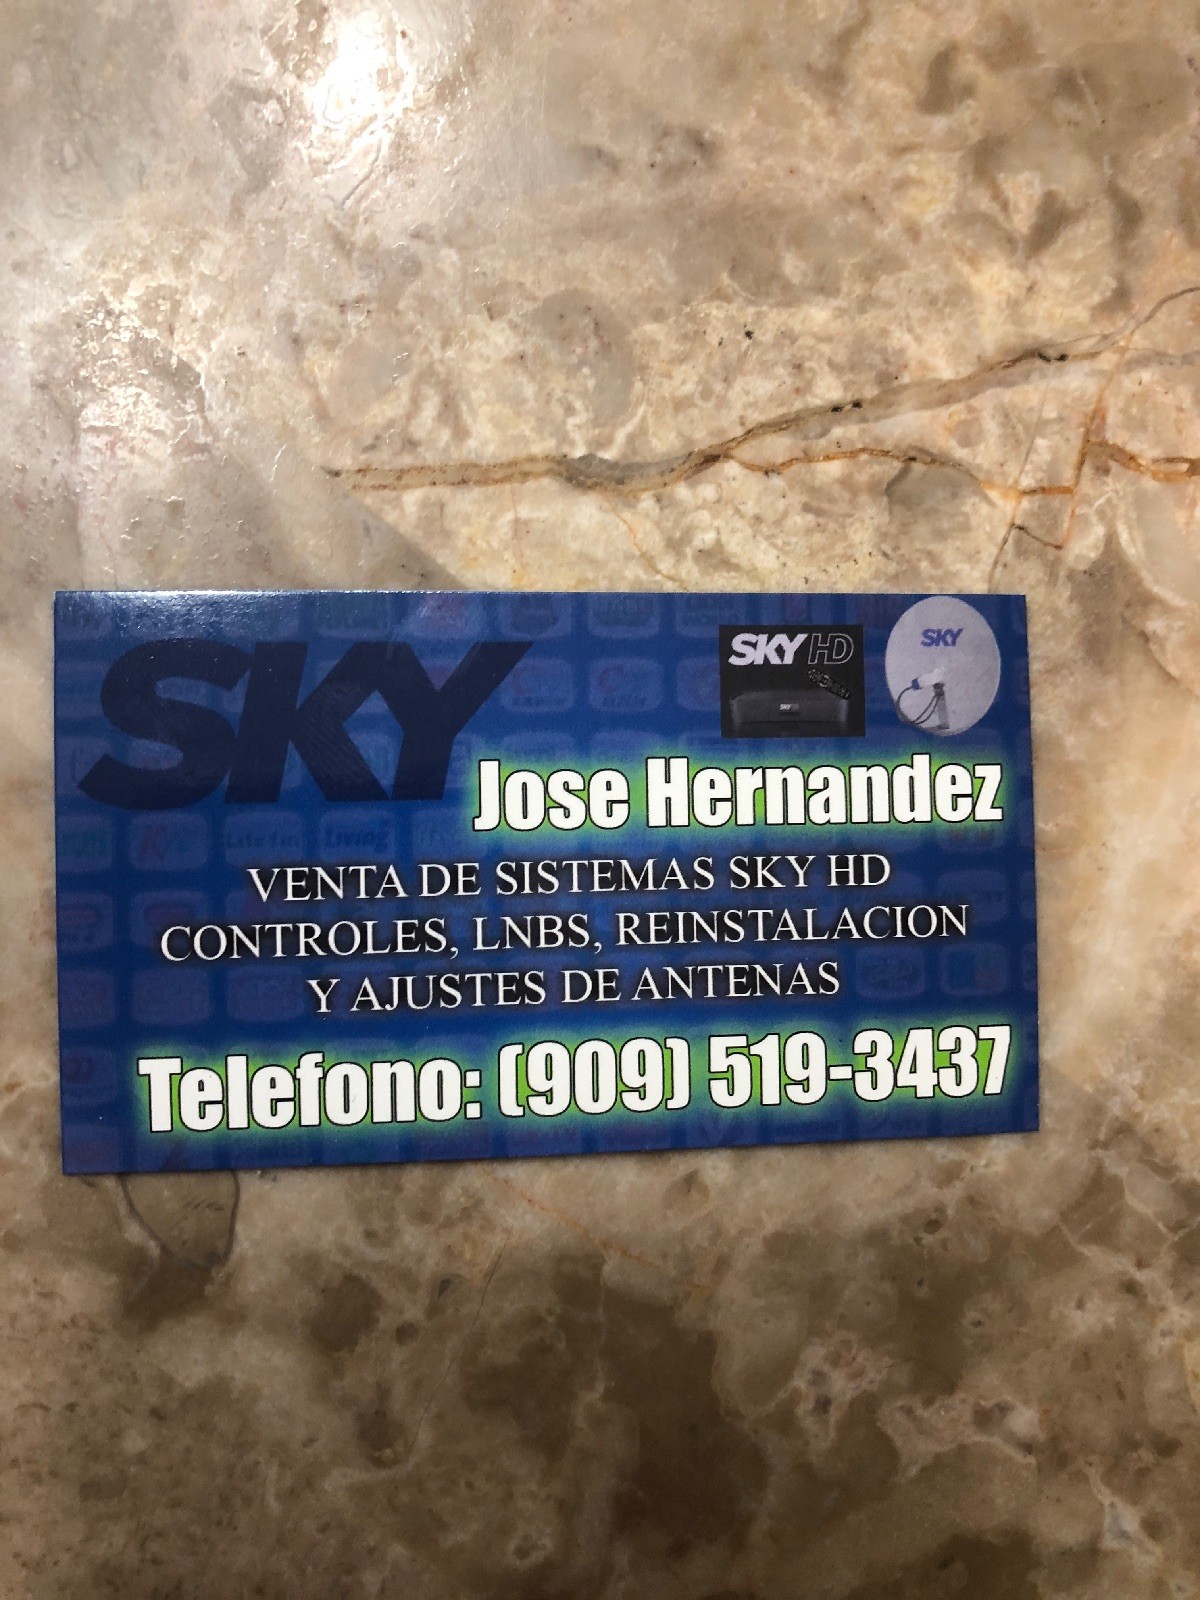 SKY
SKY HD
SKY
Jose Hernandez
VENTA DE SISTEMAS SKY HD
CONTROLES, LNBS, REINSTALACION
Y AJUSTES DE ANTENAS
Telefono: (909) 519-3437